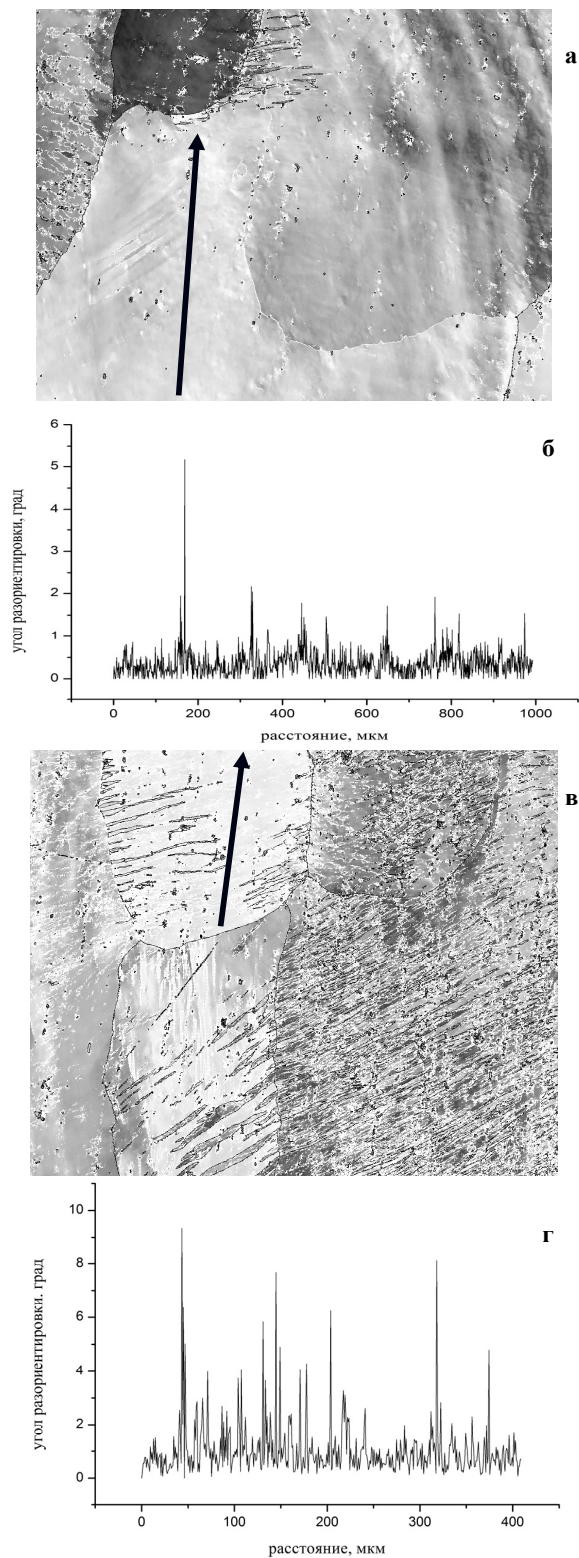 а
б
6
5
4
3
2
1
0
угол разориентировки, град
0 200 400 600 800 1000
расстояние, мкм
в
г
10
8
6
4
2
0
угол разориентировки. град
0 100 200 300 400
расстояние, мкм